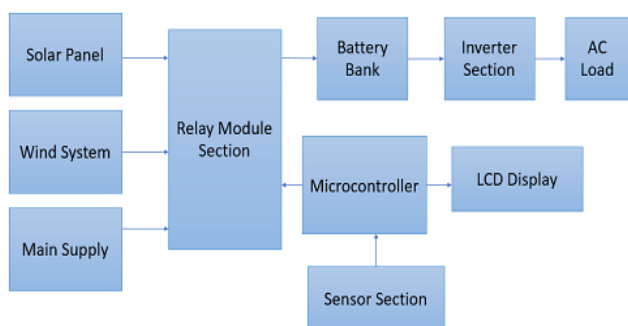 Solar Panel
Wind System
Main Supply
Relay Module
Section
Battery
Bank
Inverter
Section
AC
Load
Microcontroller
LCD Display
Sensor Section